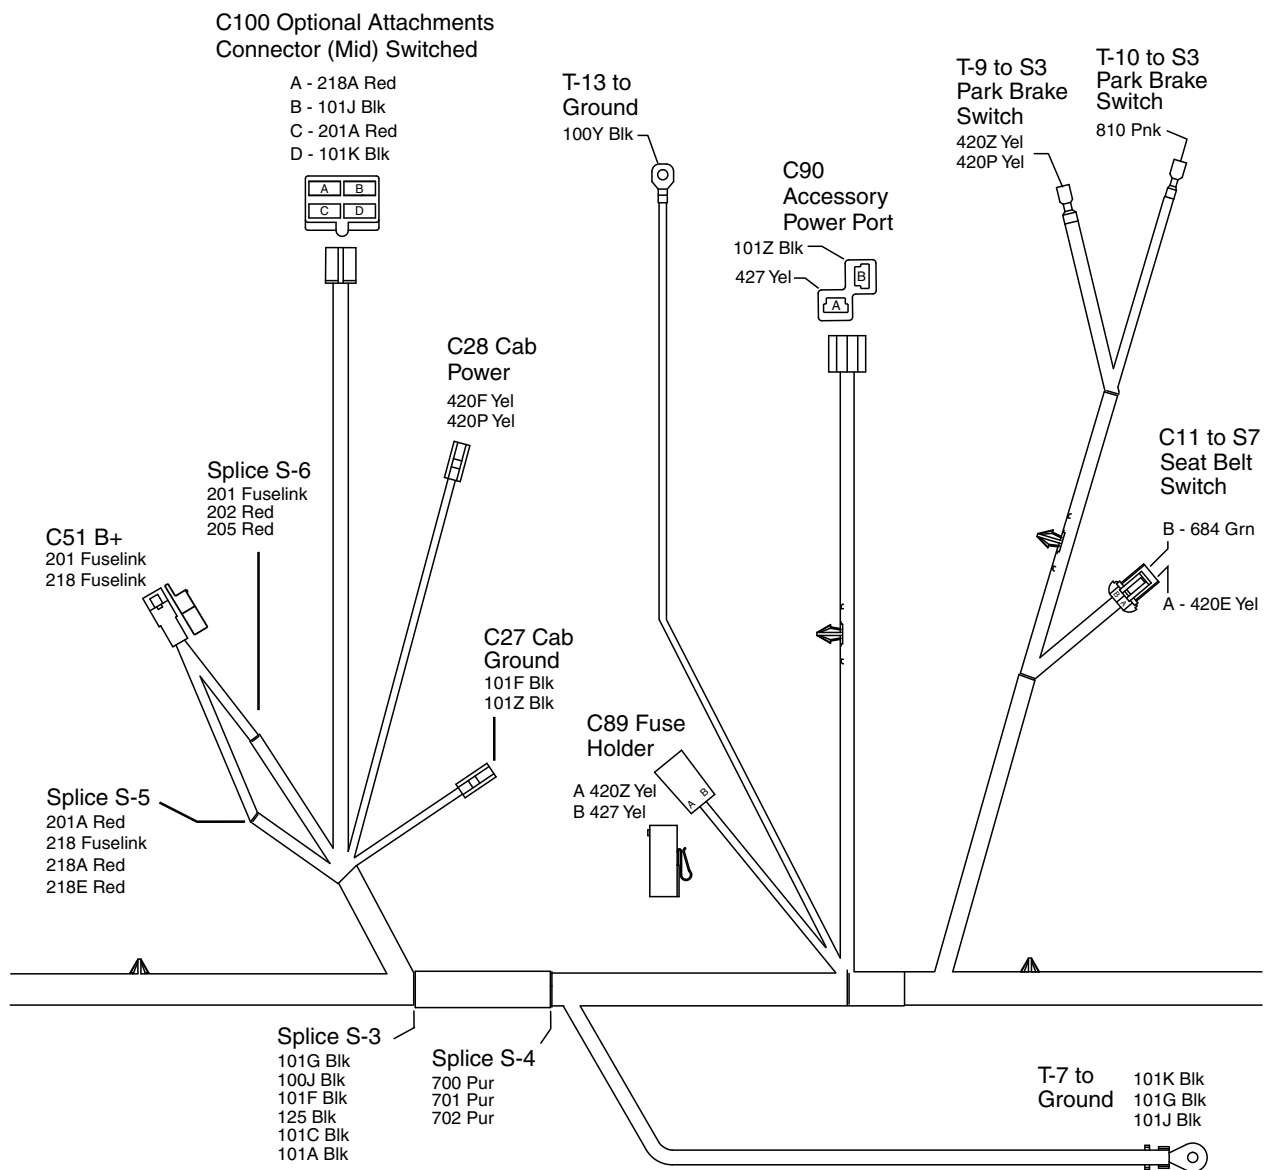 C100 Optional Attachments
Connector (Mid) Switched
A - 218A Red
B - 101J Blk
C - 201A Red
D - 101K Blk
A B
C D
T-13 to
Ground
100Y Blk
C90
Accessory
Power Port
101Z Blk
427 Yel
B
A
T-9 to S3
Park Brake
Switch
420Z Yel
420P Yel
T-10 to S3
Park Brake
Switch
810 Pnk
C28 Cab
Power
420F Yel
420P Yel
Splice S-6
201 Fuselink
202 Red
205 Red
C51 B+
201 Fuselink
218 Fuselink
C11 to S7
Seat Belt
Switch
B - 684 Grn
A - 420E Yel
B
A
C27 Cab
Ground
101F Blk
101Z Blk
C89 Fuse
Holder
A 420Z Yel
B 427 Yel
A B
Splice S-5
201A Red
218 Fuselink
218A Red
218E Red
Splice S-3
101G Blk
100J Blk
101F Blk
125 Blk
101C Blk
101A Blk
Splice S-4
700 Pur
701 Pur
702 Pur
T-7 to
Ground
101K Blk
101G Blk
101J Blk